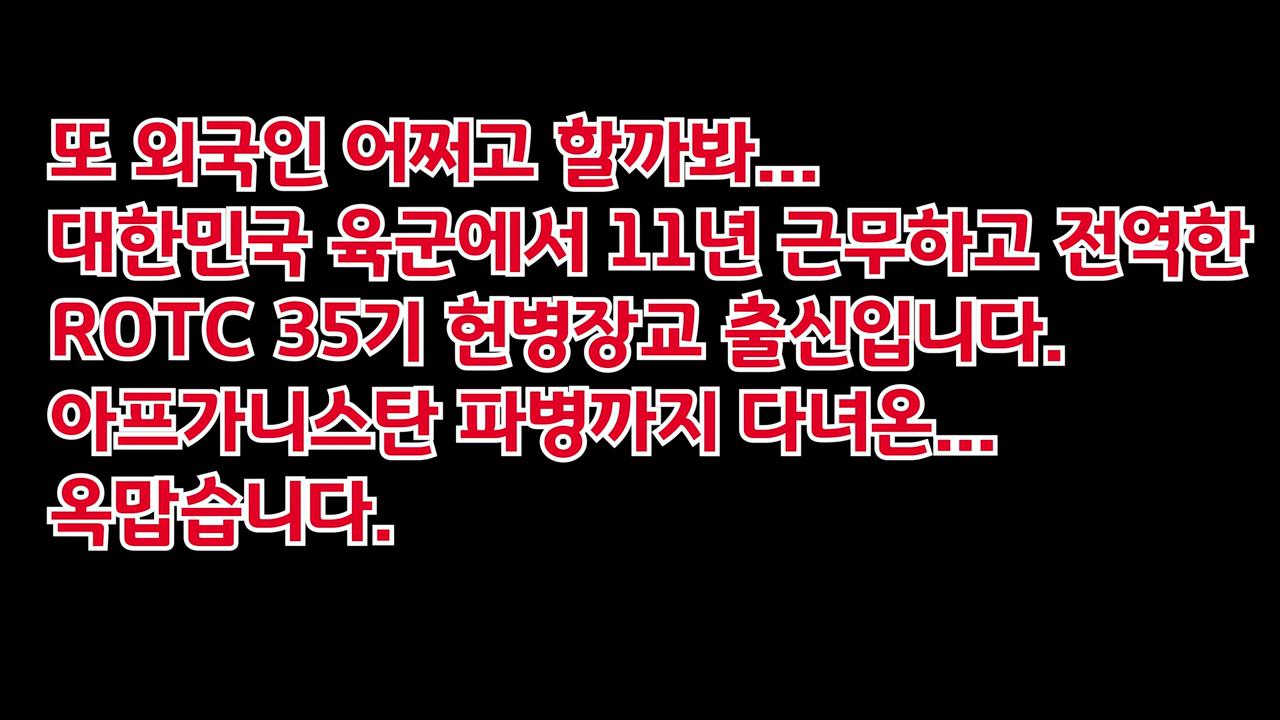 또 외국인 어쩌고 할까봐...
대한민국 육군에서 11년 근무하고 전역한
ROTC 35기 헌병장교 출신입니다.
아프가니스탄 파병까지 다녀온...
옥맙습니다.